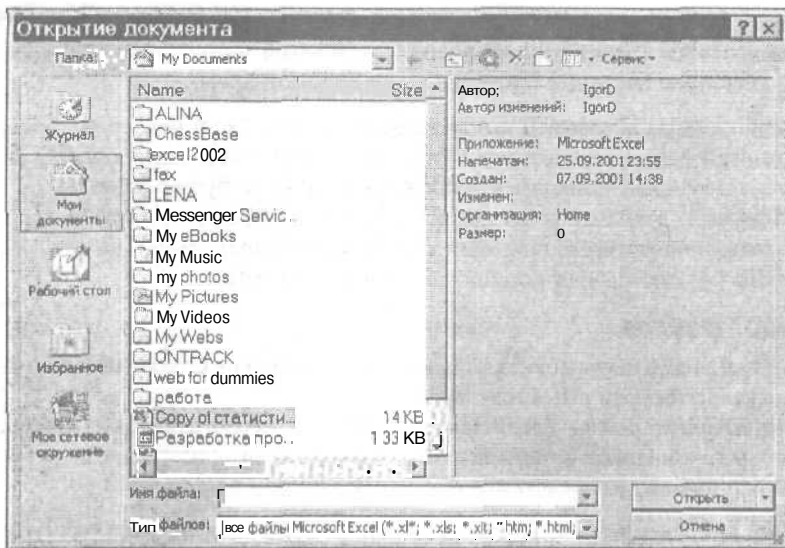 Открытие документа
Папка: My Documents Сервис
Журнал
Мои документы
Рабочий стол
Избранное
Мое сетевое окружение
Name Size
ALINA
ChessBase
excel2002
fax
LENA
Messenger Servic...
My eBooks
My Music
my photos
My Pictures
My Videos
My Webs
ONTRACK
web for dummies
работа
Copy of статисти... 14 KB
Разработка про... 133 KB
Автор: IgorD
Автор изменений: IgorD
Приложение: Microsoft Excel
Напечатан: 25.09.2001 23:55
Создан: 07.09.2001 14:38
Изменен:
Организация: Home
Размер: 0
Имя файла:
Открыть
Тип файлов: все файлы Microsoft Excel (*.xl*; *.xls; *.xlt; *.htm; *.html;
Отмена